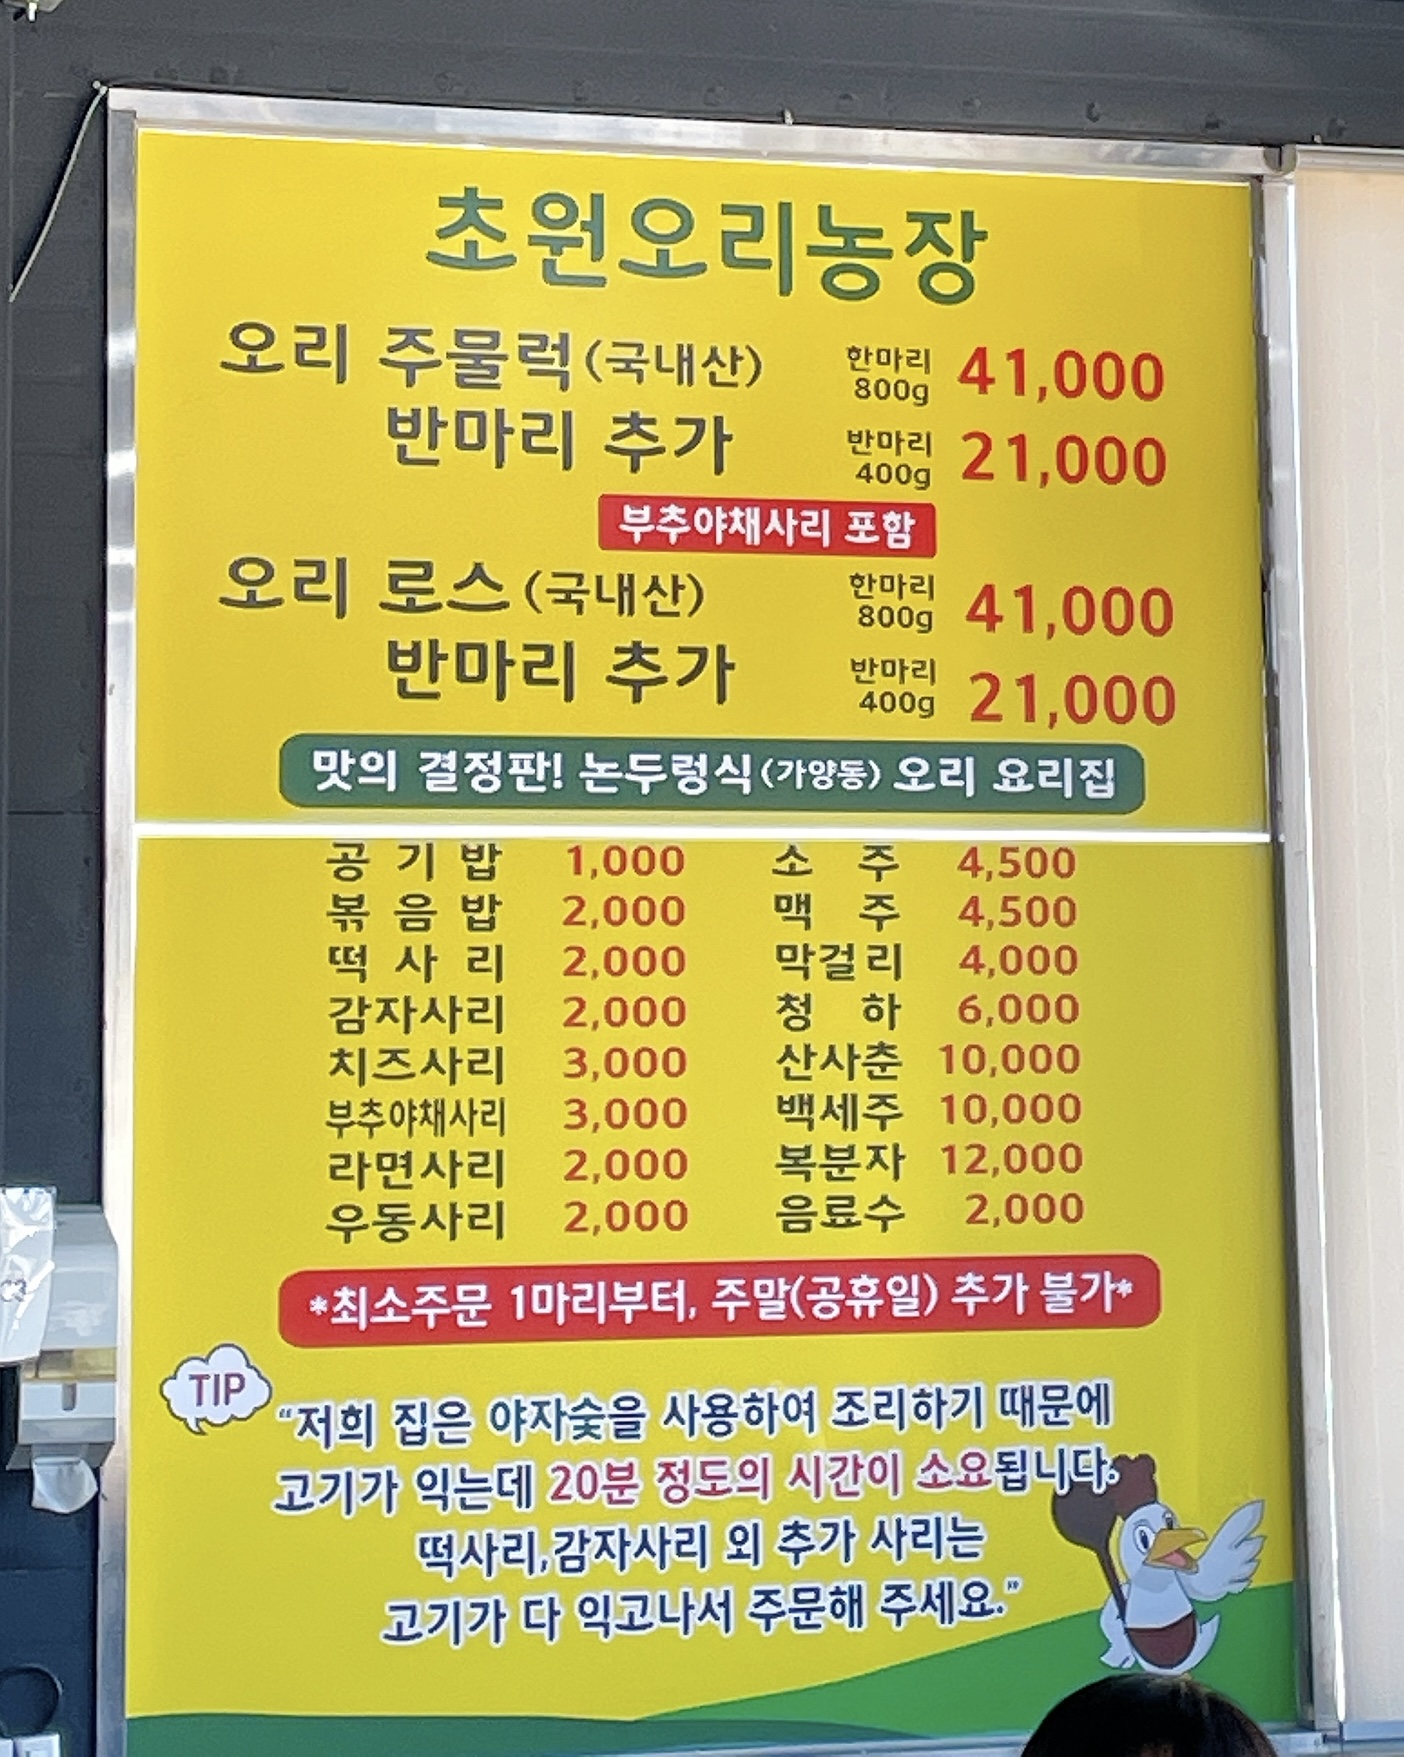 초원오리농장
오리 주물럭(국내산) 한마리 800g 41,000
반마리 추가 반마리 400g 21,000
부추야채사리 포함
오리 로스(국내산) 한마리 800g 41,000
반마리 추가 반마리 400g 21,000
맛의 결정판! 논두렁식(가양동) 오리 요리집
공기밥 1,000 소주 4,500
볶음밥 2,000 맥주 4,500
떡사리 2,000 막걸리 4,000
감자사리 2,000 청하 6,000
치즈사리 3,000 산사춘 10,000
부추야채사리 3,000 백세주 10,000
라면사리 2,000 복분자 12,000
우동사리 2,000 음료수 2,000
*최소주문 1마리부터, 주말(공휴일) 추가 불가*
TIP
"저희 집은 야자숯을 사용하여 조리하기 때문에
고기가 익는데 20분 정도의 시간이 소요됩니다.
떡사리,감자사리 외 추가 사리는
고기가 다 익고나서 주문해 주세요."